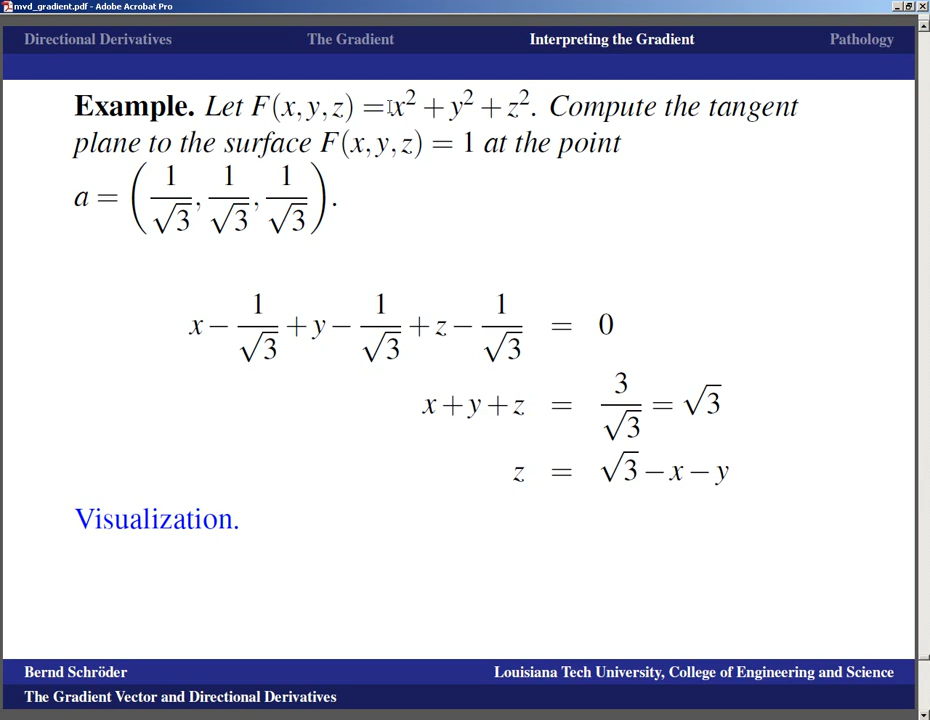 mvd_gradient.pdf - Adobe Acrobat Pro
Directional Derivatives The Gradient Interpreting the Gradient Pathology
Example. Let F(x,y,z) = x² + y² + z². Compute the tangent
plane to the surface F(x,y,z) = 1 at the point
a = (1/√3, 1/√3, 1/√3).
x − 1/√3 + y − 1/√3 + z − 1/√3 = 0
x + y + z = 3/√3 = √3
z = √3 − x − y
Visualization.
Bernd Schröder Louisiana Tech University, College of Engineering and Science
The Gradient Vector and Directional Derivatives